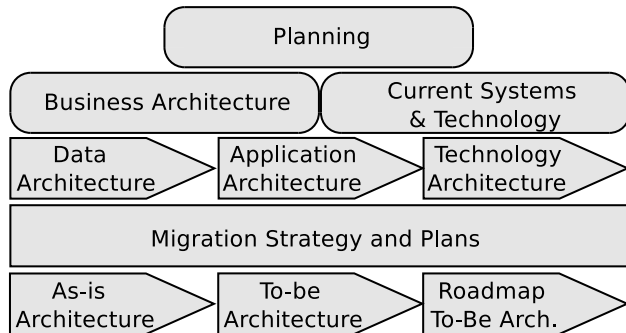 Planning
Business Architecture
Current Systems
& Technology
Data
Architecture
Application
Architecture
Technology
Architecture
Migration Strategy and Plans
As-is
Architecture
To-be
Architecture
Roadmap
To-Be Arch.